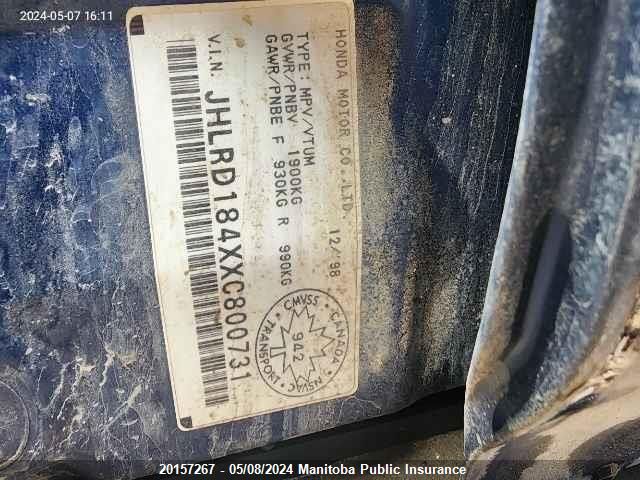 2024-05-07 16:11
HONDA MOTOR CO.,LTD. 12/'98
TYPE: MPV/VTUM
GVWR/PNBV 1900KG
GAWR/PNBE F 930KG R 990KG
V.I.N. JHLRD184XXC800731
CANADA
CMVSS
TRANSPORT
NSVAC
942
20157267 - 05/08/2024 Manitoba Public Insurance